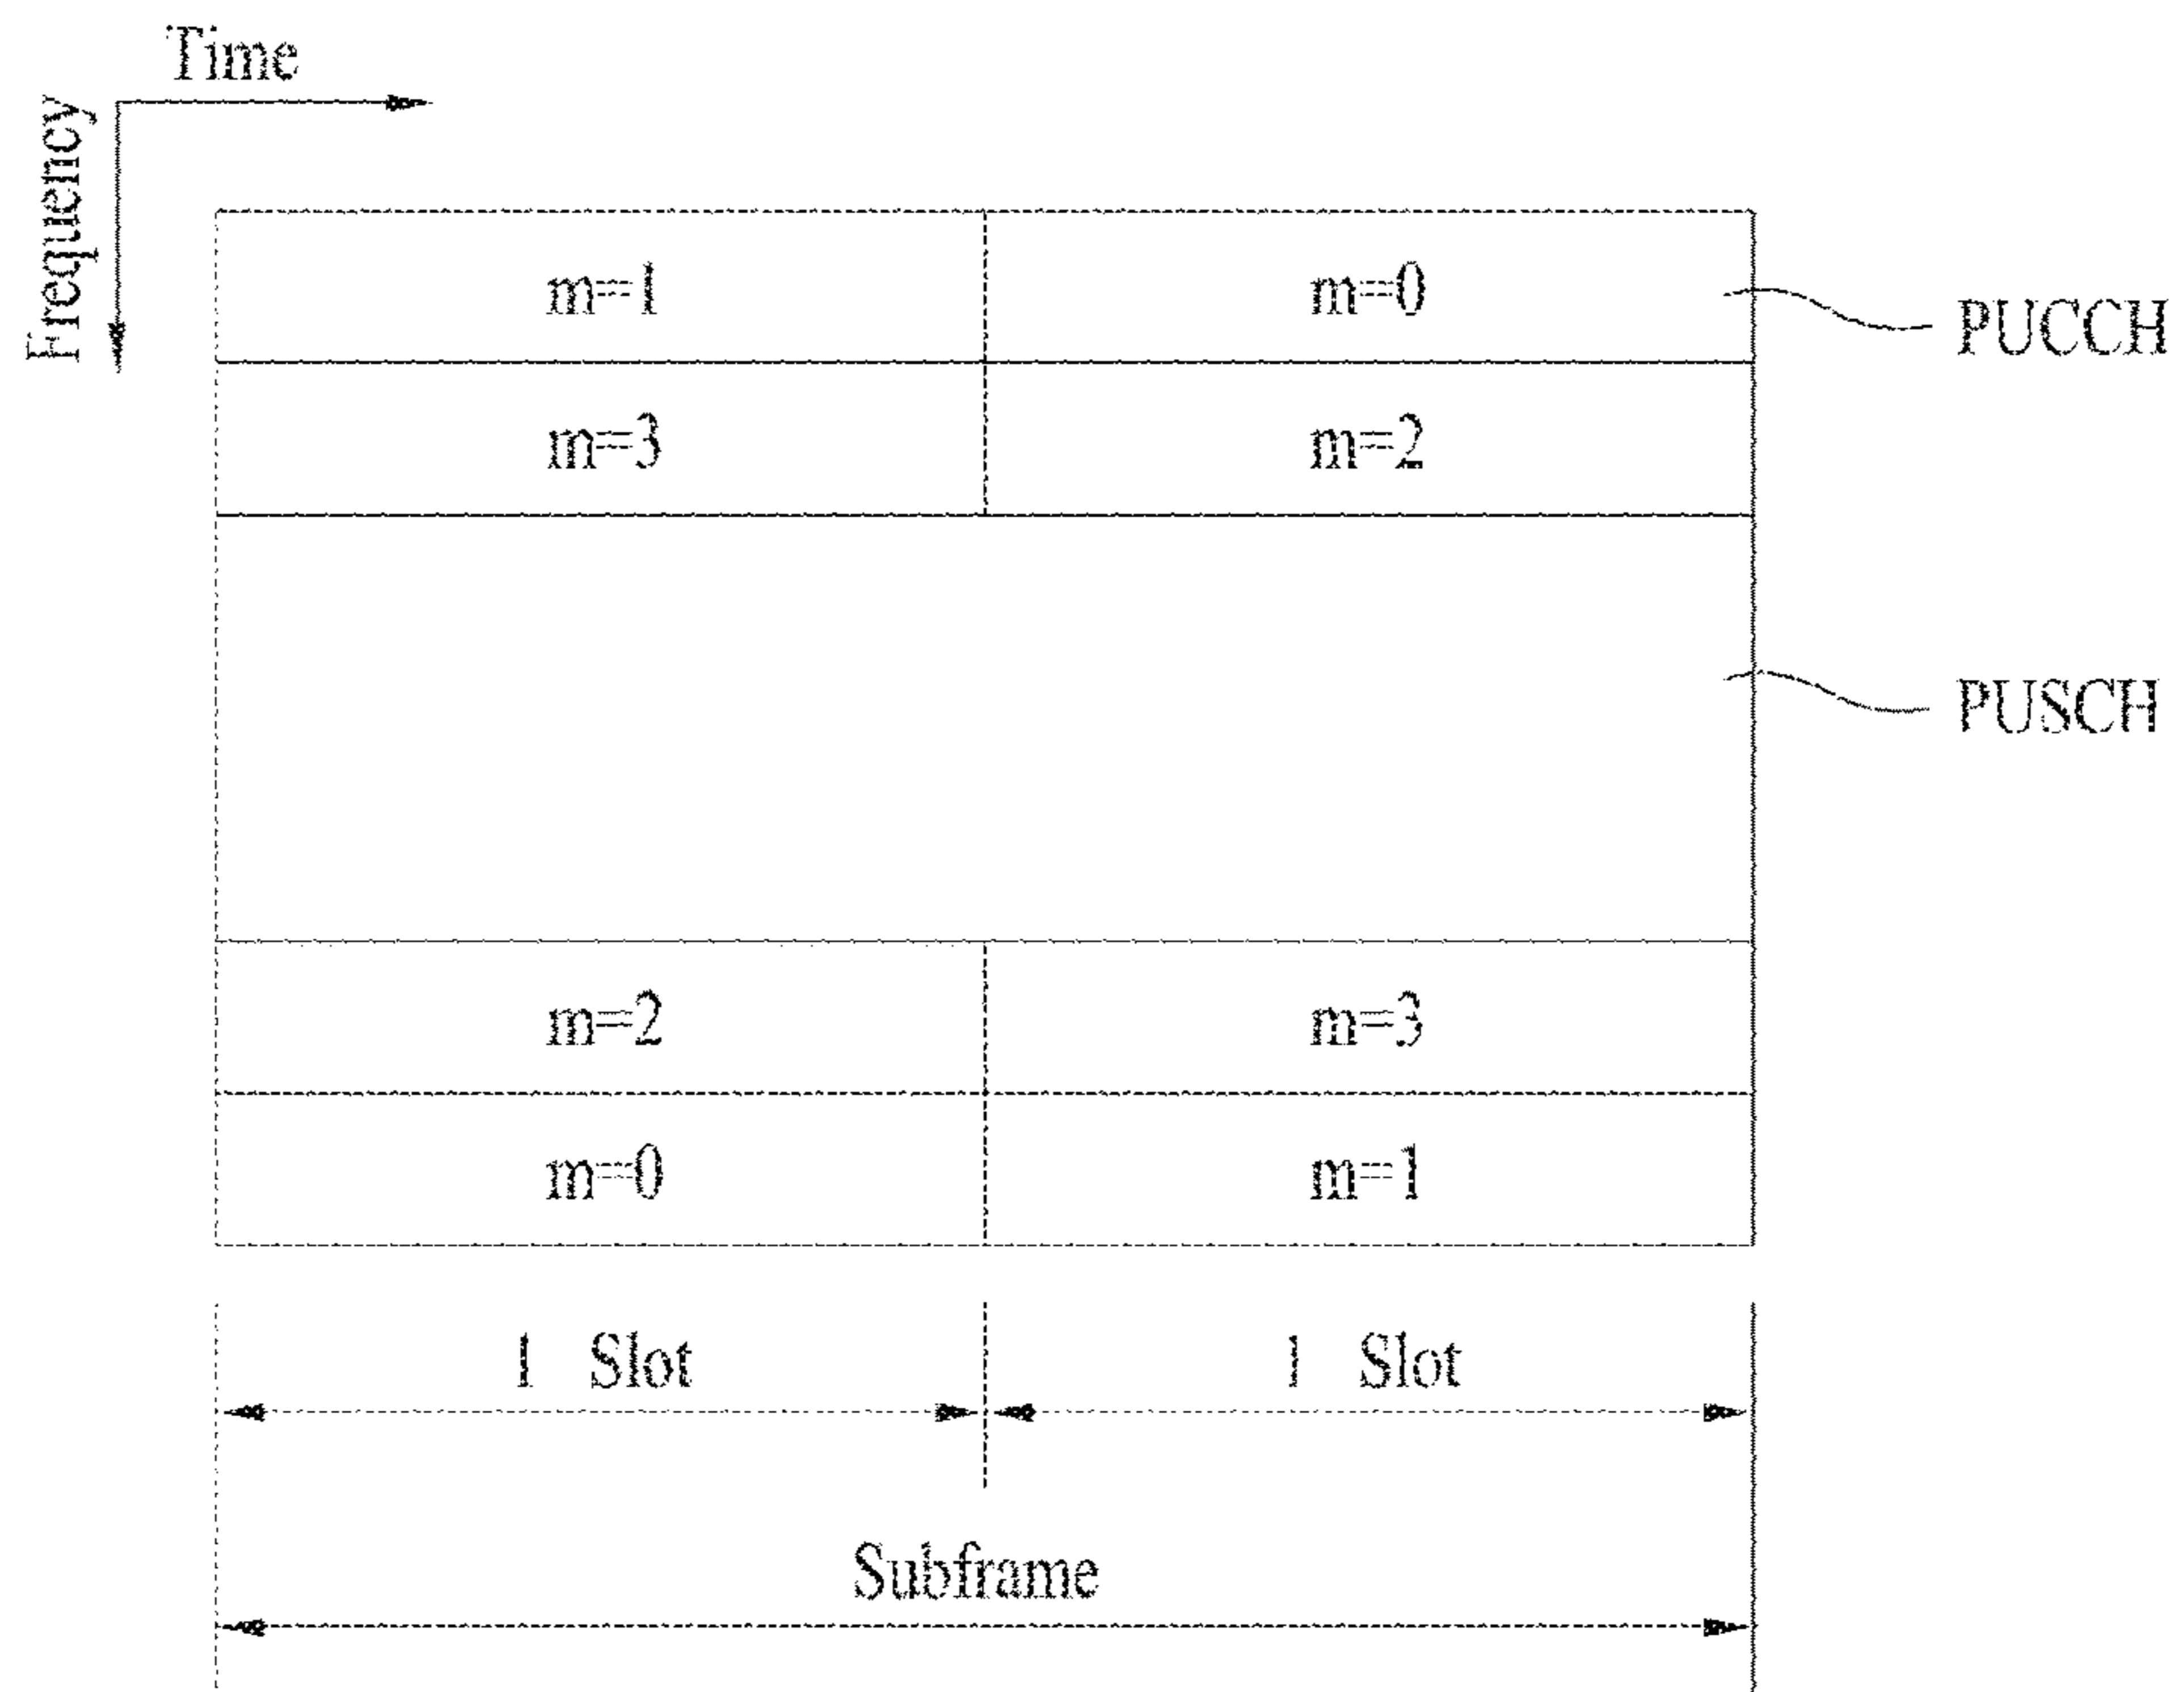 Time
Frequency
m=1
m=0
PUCCH
m=3
m=2
PUSCH
m=2
m=3
m=0
m=1
1 Slot
1 Slot
Subframe